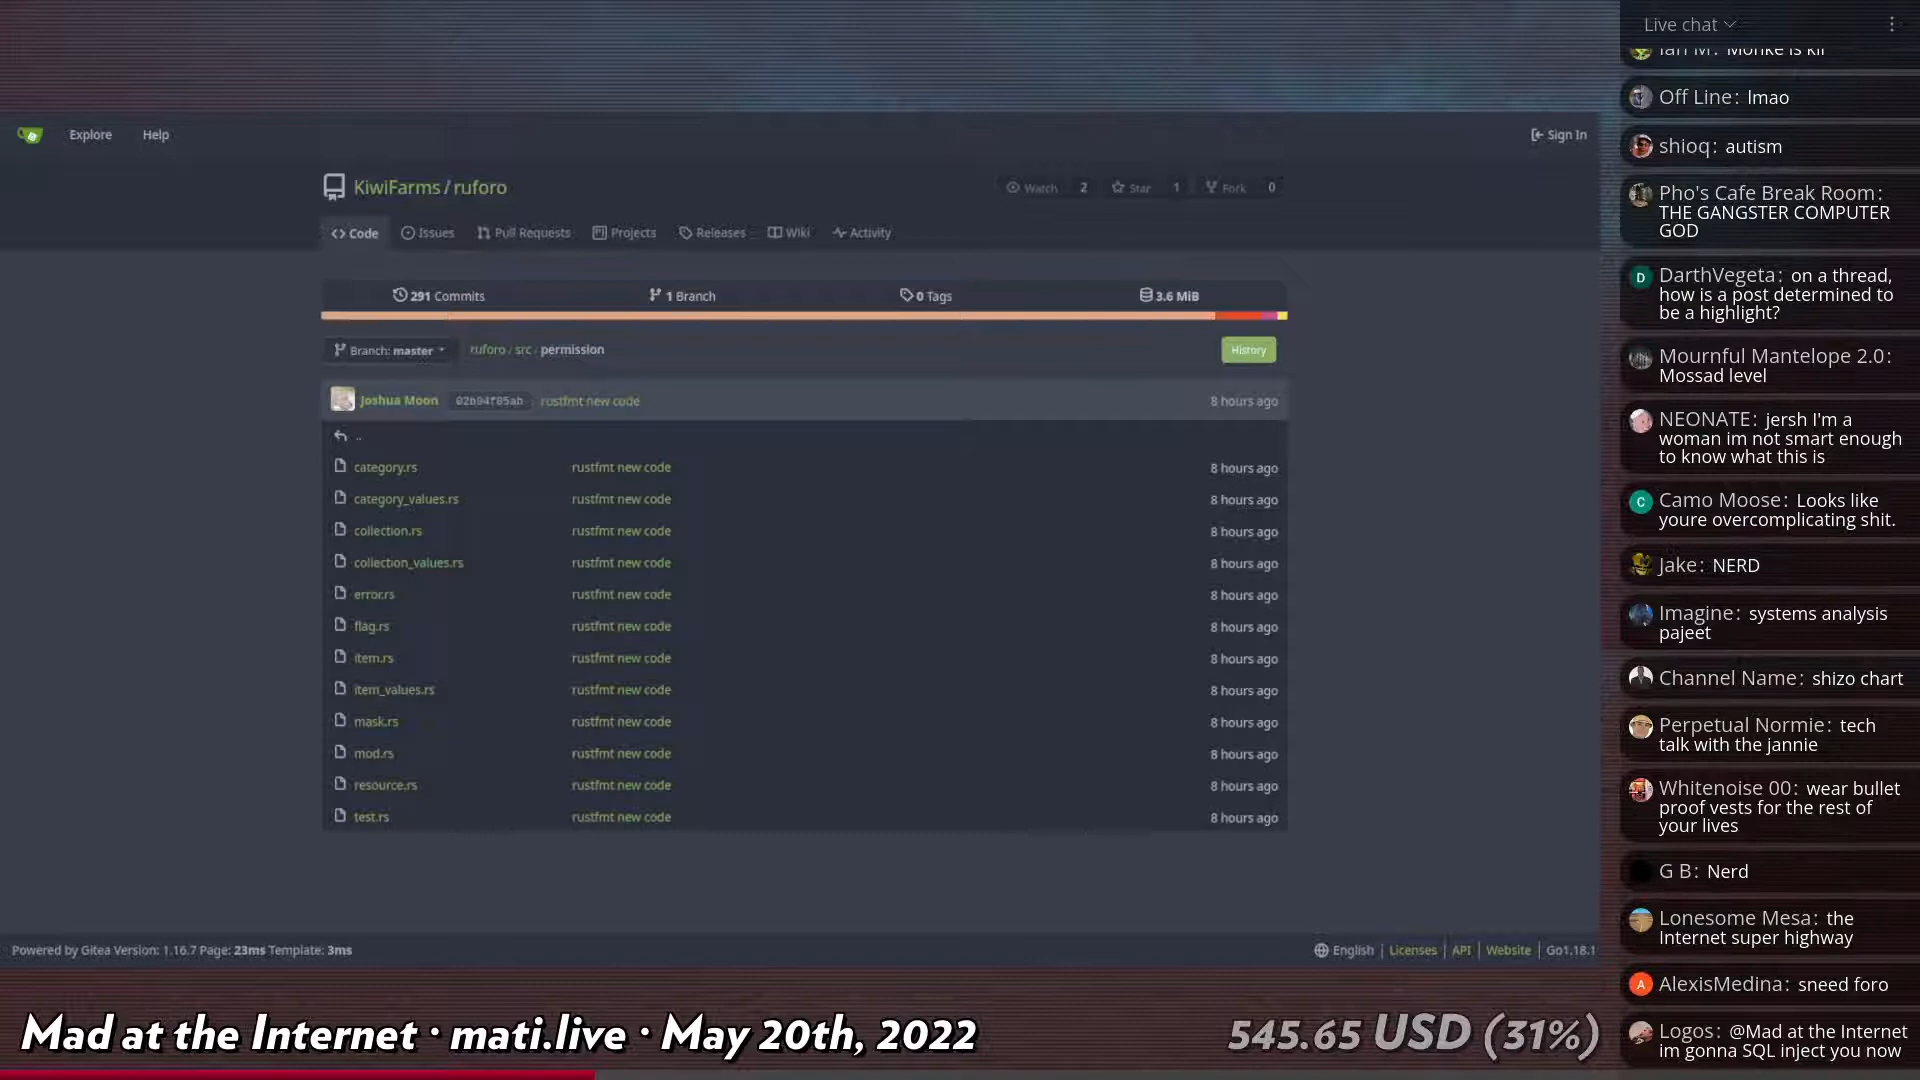 Explore
Help
Sign In
KiwiFarms / ruforo
Watch 2
Star 1
Fork 0
Code
Issues
Pull Requests
Projects
Releases
Wiki
Activity
291 Commits
1 Branch
0 Tags
3.6 MiB
Branch: master
ruforo / src / permission
History
Joshua Moon 02b04f05ab rustfmt new code 8 hours ago
..
category.rs rustfmt new code 8 hours ago
category_values.rs rustfmt new code 8 hours ago
collection.rs rustfmt new code 8 hours ago
collection_values.rs rustfmt new code 8 hours ago
error.rs rustfmt new code 8 hours ago
flag.rs rustfmt new code 8 hours ago
item.rs rustfmt new code 8 hours ago
item_values.rs rustfmt new code 8 hours ago
mask.rs rustfmt new code 8 hours ago
mod.rs rustfmt new code 8 hours ago
resource.rs rustfmt new code 8 hours ago
test.rs rustfmt new code 8 hours ago
Powered by Gitea Version: 1.16.7 Page: 23ms Template: 3ms
English | Licenses | API | Website | Go1.18.1
Mad at the Internet · mati.live · May 20th, 2022
545.65 USD (31%)
Live chat
Ian M: Monke is kil
Off Line: lmao
shioq: autism
Pho's Cafe Break Room:
THE GANGSTER COMPUTER
GOD
D
DarthVegeta: on a thread,
how is a post determined to
be a highlight?
Mournful Mantelope 2.0:
Mossad level
NEONATE: jersh I'm a
woman im not smart enough
to know what this is
C
Camo Moose: Looks like
youre overcomplicating shit.
Jake: NERD
Imagine: systems analysis
pajeet
Channel Name: shizo chart
Perpetual Normie: tech
talk with the jannie
Whitenoise 00: wear bullet
proof vests for the rest of
your lives
G B: Nerd
Lonesome Mesa: the
Internet super highway
A
AlexisMedina: sneed foro
Logos: @Mad at the Internet
im gonna SQL inject you now